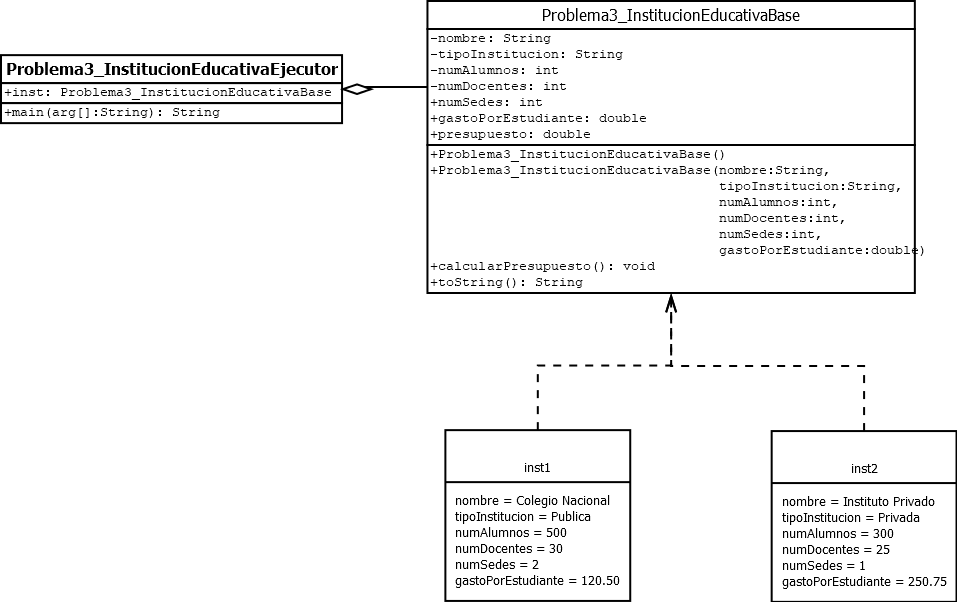 Problema3_InstitucionEducativaEjecutor
+inst: Problema3_InstitucionEducativaBase
+main(arg[]:String): String
Problema3_InstitucionEducativaBase
-nombre: String
-tipoInstitucion: String
-numAlumnos: int
-numDocentes: int
+numSedes: int
+gastoPorEstudiante: double
+presupuesto: double
+Problema3_InstitucionEducativaBase()
+Problema3_InstitucionEducativaBase(nombre:String,
tipoInstitucion:String,
numAlumnos:int,
numDocentes:int,
numSedes:int,
gastoPorEstudiante:double)
+calcularPresupuesto(): void
+toString(): String
inst1
nombre = Colegio Nacional
tipoInstitucion = Publica
numAlumnos = 500
numDocentes = 30
numSedes = 2
gastoPorEstudiante = 120.50
inst2
nombre = Instituto Privado
tipoInstitucion = Privada
numAlumnos = 300
numDocentes = 25
numSedes = 1
gastoPorEstudiante = 250.75